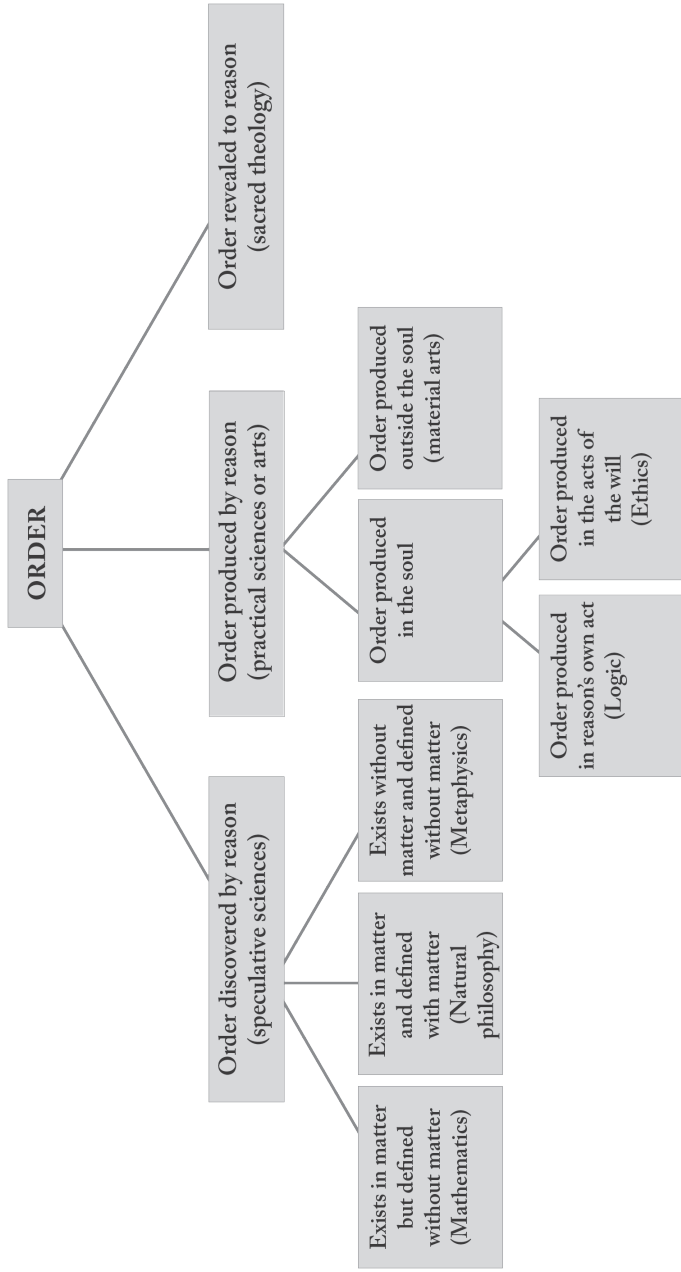 ORDER
Order discovered by reason
(speculative sciences)
Order produced by reason
(practical sciences or arts)
Order revealed to reason
(sacred theology)
Exists in matter
but defined
without matter
(Mathematics)
Exists in matter
and defined
with matter
(Natural
philosophy)
Exists without
matter and defined
without matter
(Metaphysics)
Order produced
in the soul
Order produced
outside the soul
(material arts)
Order produced
in reason's own act
(Logic)
Order produced
in the acts of
the will
(Ethics)